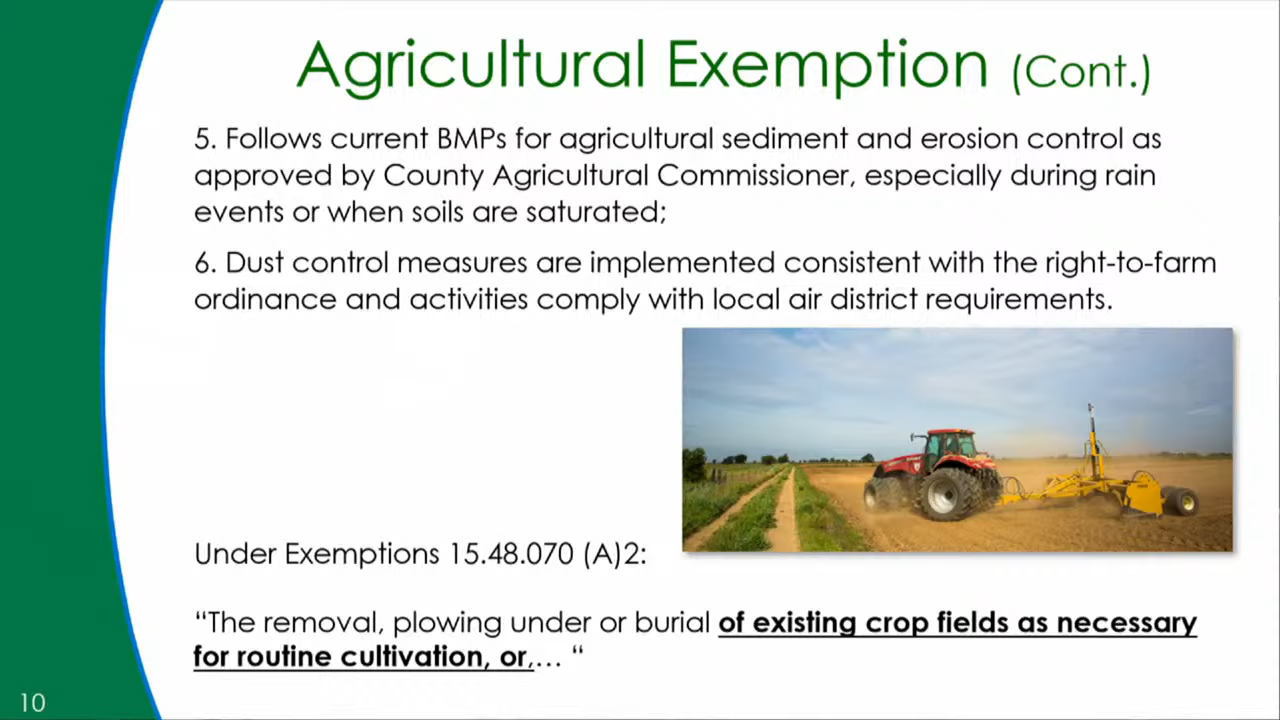 Agricultural Exemption (Cont.)
5. Follows current BMPs for agricultural sediment and erosion control as
approved by County Agricultural Commissioner, especially during rain
events or when soils are saturated;
6. Dust control measures are implemented consistent with the right-to-farm
ordinance and activities comply with local air district requirements.
Under Exemptions 15.48.070 (A)2:
“The removal, plowing under or burial of existing crop fields as necessary
for routine cultivation, or,… “
10